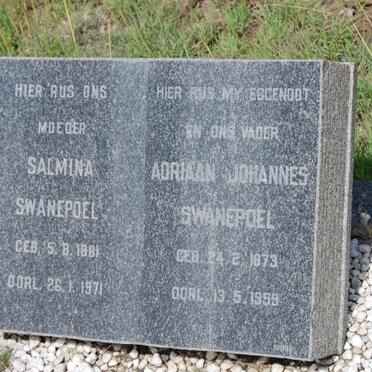 HIER RUS ONS
MOEDER
SALMINA
SWANEPOEL
GEB. 5. 8. 1881
OORL. 26. 1. 1971
HIER RUS MY EGGENOOT
EN ONS VADER
ADRIAAN JOHANNES
SWANEPOEL
GEB. 24. 2. 1873
OORL. 13. 5. 1959